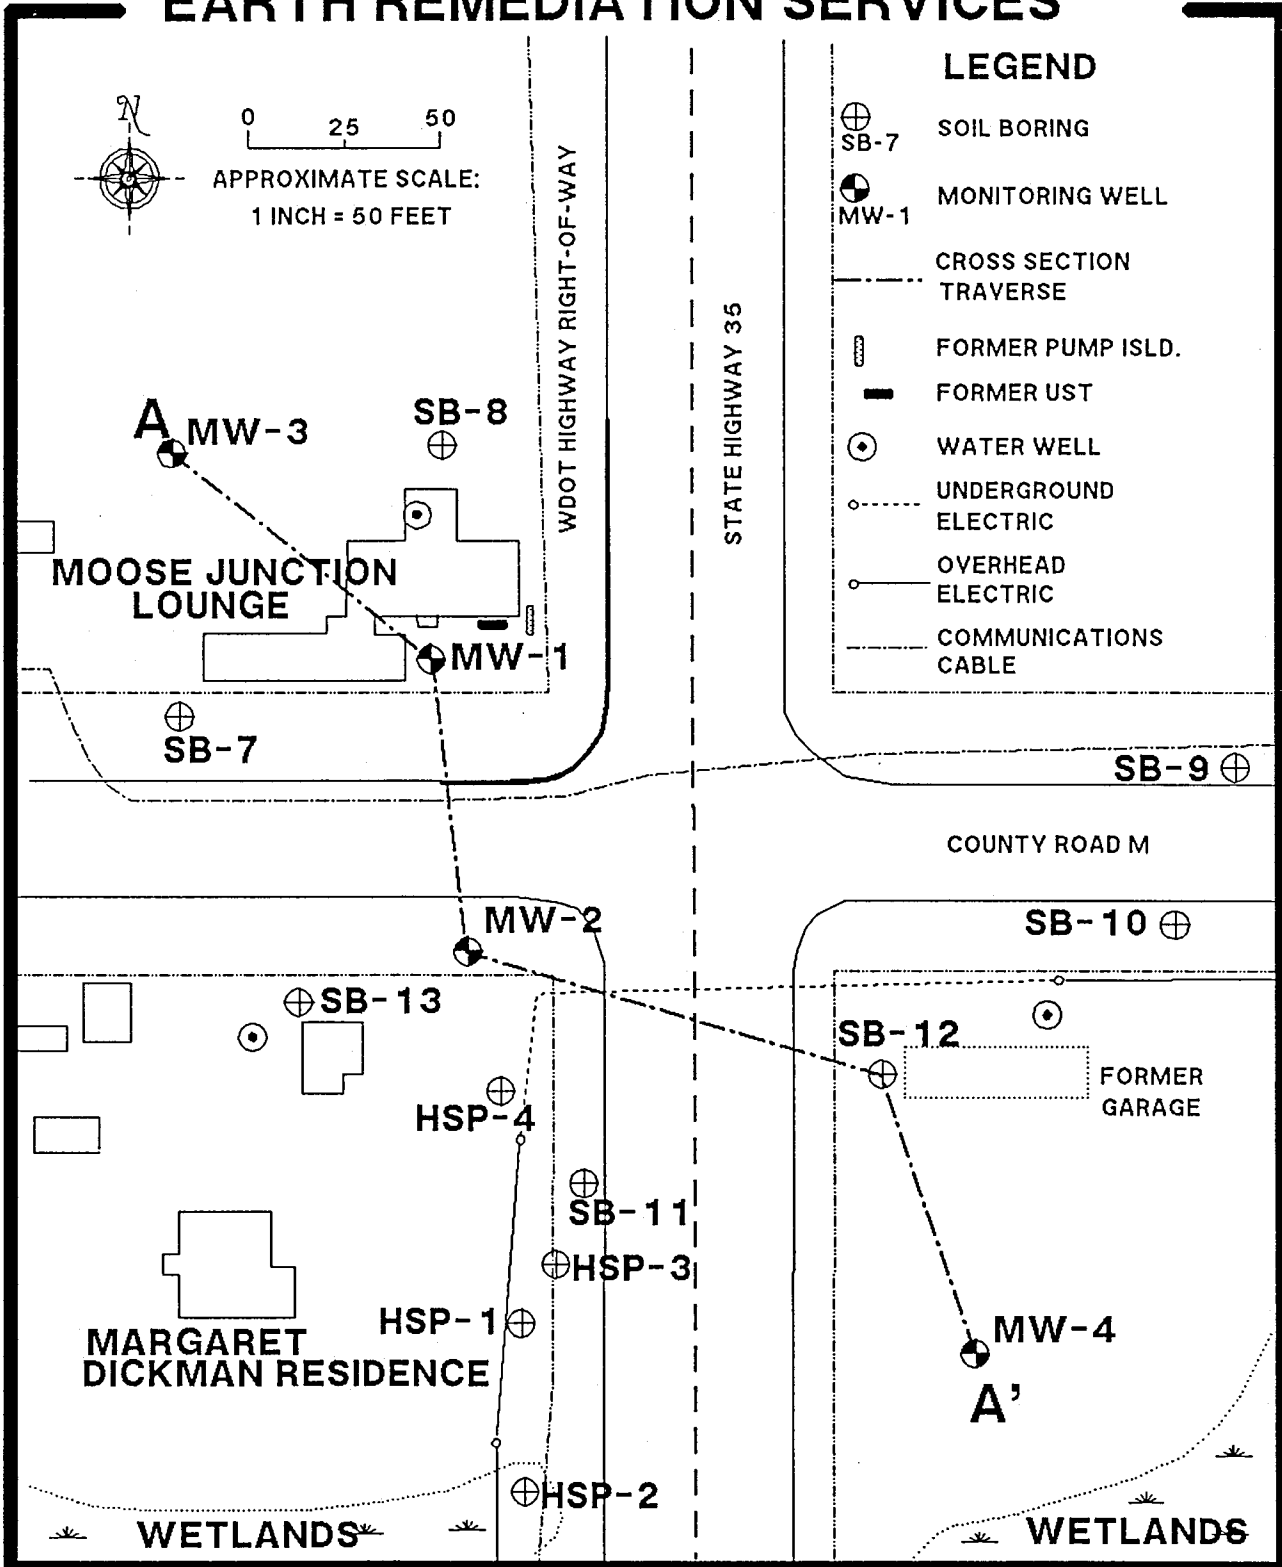 EARTH REMEDIATION SERVICES
N
0 25 50
APPROXIMATE SCALE:
1 INCH = 50 FEET
WDOT HIGHWAY RIGHT-OF-WAY
STATE HIGHWAY 35
LEGEND
SB-7 SOIL BORING
MW-1 MONITORING WELL
CROSS SECTION
TRAVERSE
FORMER PUMP ISLD.
FORMER UST
WATER WELL
UNDERGROUND
ELECTRIC
OVERHEAD
ELECTRIC
COMMUNICATIONS
CABLE
A
MW-3
SB-8
MOOSE JUNCTION
LOUNGE
MW-1
SB-7
SB-9
COUNTY ROAD M
MW-2
SB-10
SB-13
SB-12
FORMER
GARAGE
HSP-4
SB-11
HSP-3
HSP-1
MARGARET
DICKMAN RESIDENCE
MW-4
A'
HSP-2
WETLANDS
WETLANDS